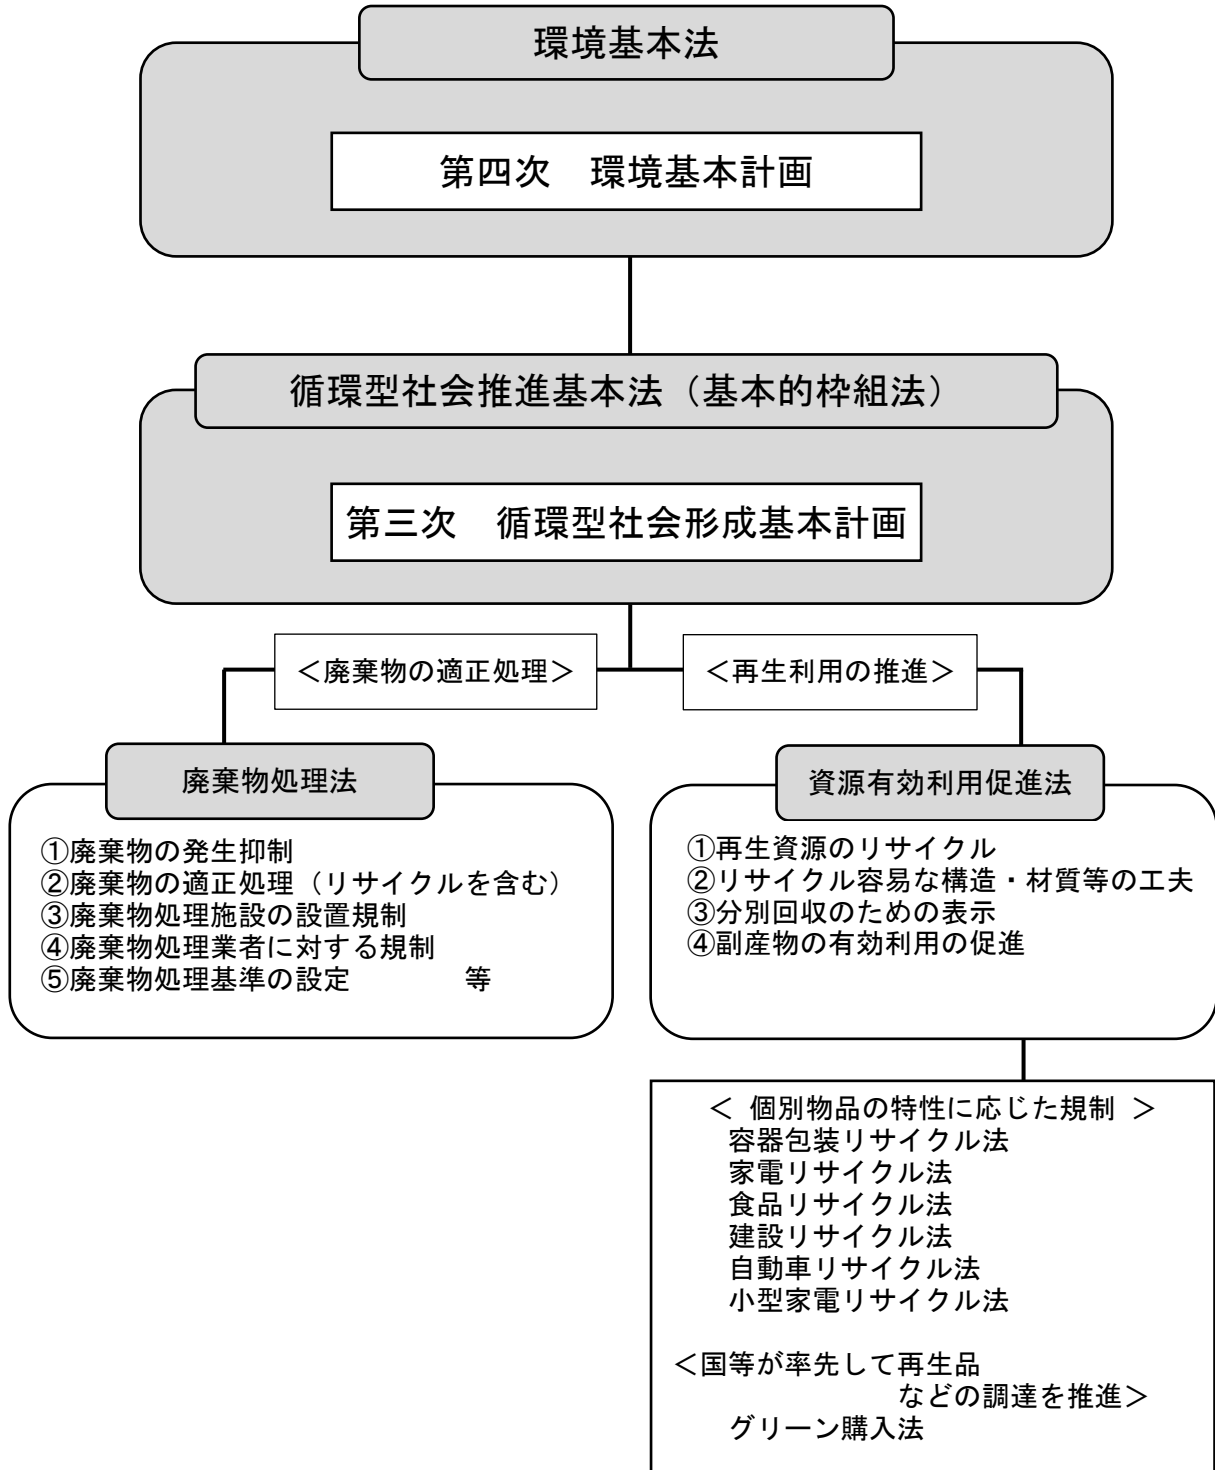 環境基本法
第四次　環境基本計画
循環型社会推進基本法（基本的枠組法）
第三次　循環型社会形成基本計画
＜廃棄物の適正処理＞
＜再生利用の推進＞
廃棄物処理法
①廃棄物の発生抑制
②廃棄物の適正処理（リサイクルを含む）
③廃棄物処理施設の設置規制
④廃棄物処理業者に対する規制
⑤廃棄物処理基準の設定　　　　等
資源有効利用促進法
①再生資源のリサイクル
②リサイクル容易な構造・材質等の工夫
③分別回収のための表示
④副産物の有効利用の促進
＜ 個別物品の特性に応じた規制 ＞
容器包装リサイクル法
家電リサイクル法
食品リサイクル法
建設リサイクル法
自動車リサイクル法
小型家電リサイクル法
＜国等が率先して再生品
などの調達を推進＞
グリーン購入法